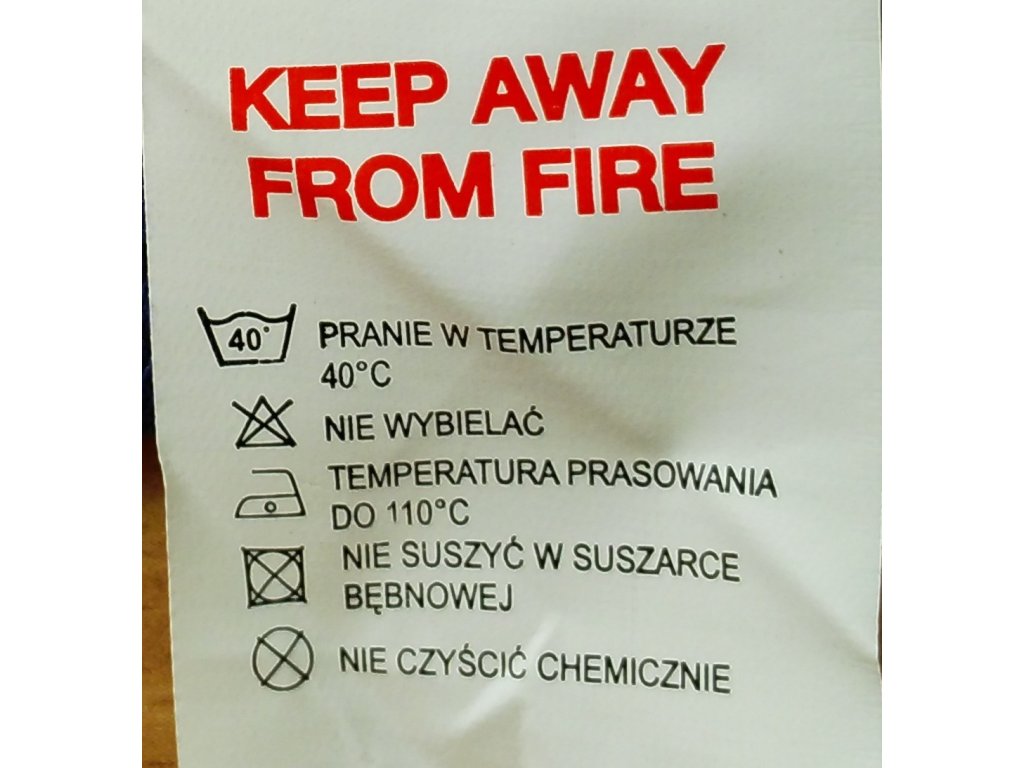 KEEP AWAY
FROM FIRE
40° PRANIE W TEMPERATURZE
40°C
NIE WYBIELAĆ
TEMPERATURA PRASOWANIA
DO 110°C
NIE SUSZYĆ W SUSZARCE
BĘBNOWEJ
NIE CZYŚCIĆ CHEMICZNIE